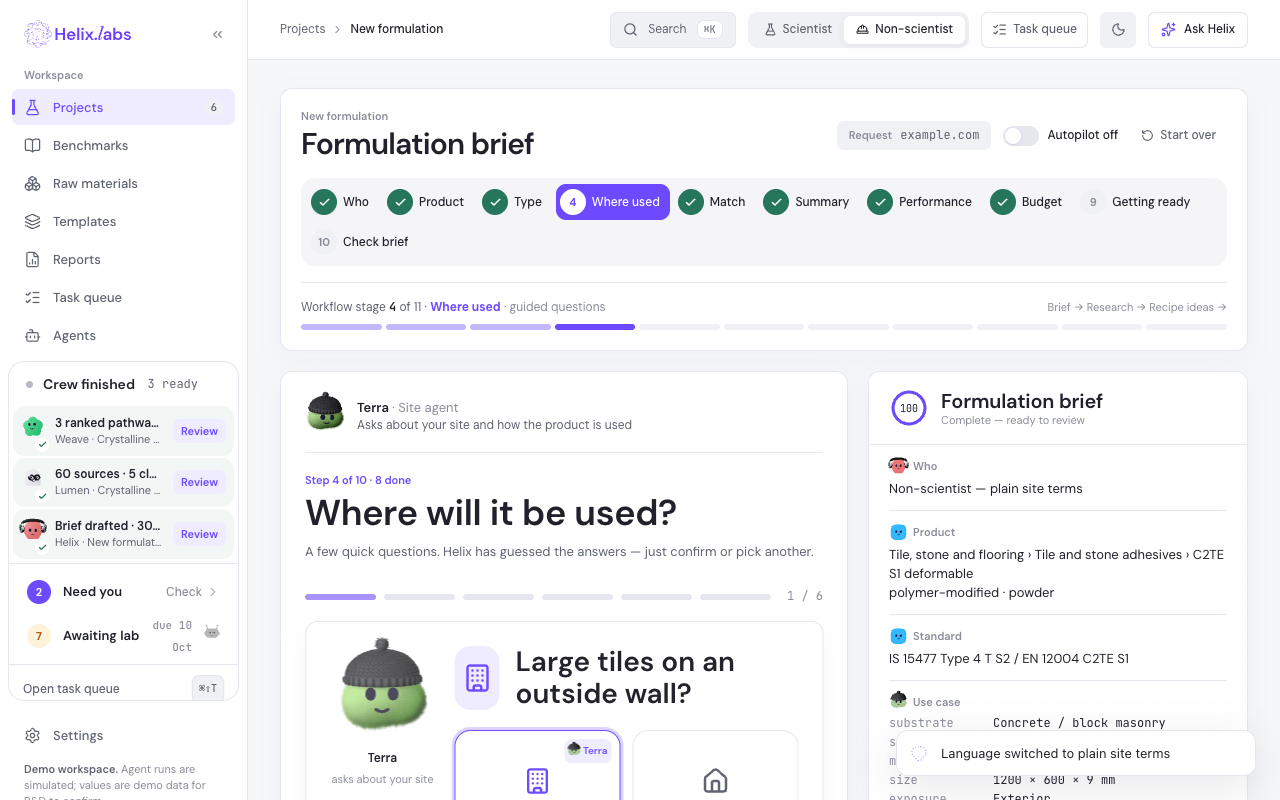 Helix.labs
Workspace
Projects 6
Benchmarks
Raw materials
Templates
Reports
Task queue
Agents
Crew finished 3 ready
3 ranked pathwa...
Weave · Crystalline ...
Review
60 sources · 5 cl...
Lumen · Crystalline ...
Review
Brief drafted · 30...
Helix · New formulat...
Review
2 Need you Check
7 Awaiting lab due 10 Oct
Open task queue ⌘⇧T
Settings
Demo workspace. Agent runs are
simulated; values are demo data for
Projects > New formulation
Search ⌘K
Scientist
Non-scientist
Task queue
Ask Helix
New formulation
Formulation brief
Request example.com
Autopilot off
Start over
Who
Product
Type
4 Where used
Match
Summary
Performance
Budget
9 Getting ready
10 Check brief
Workflow stage 4 of 11 · Where used · guided questions
Brief → Research → Recipe ideas →
Terra · Site agent
Asks about your site and how the product is used
Step 4 of 10 · 8 done
Where will it be used?
A few quick questions. Helix has guessed the answers — just confirm or pick another.
1 / 6
Large tiles on an
outside wall?
Terra
asks about your site
Terra
100
Formulation brief
Complete — ready to review
Who
Non-scientist — plain site terms
Product
Tile, stone and flooring › Tile and stone adhesives › C2TE
S1 deformable
polymer-modified · powder
Standard
IS 15477 Type 4 T S2 / EN 12004 C2TE S1
Use case
substrate Concrete / block masonry
size 1200 × 600 × 9 mm
exposure Exterior
Language switched to plain site terms